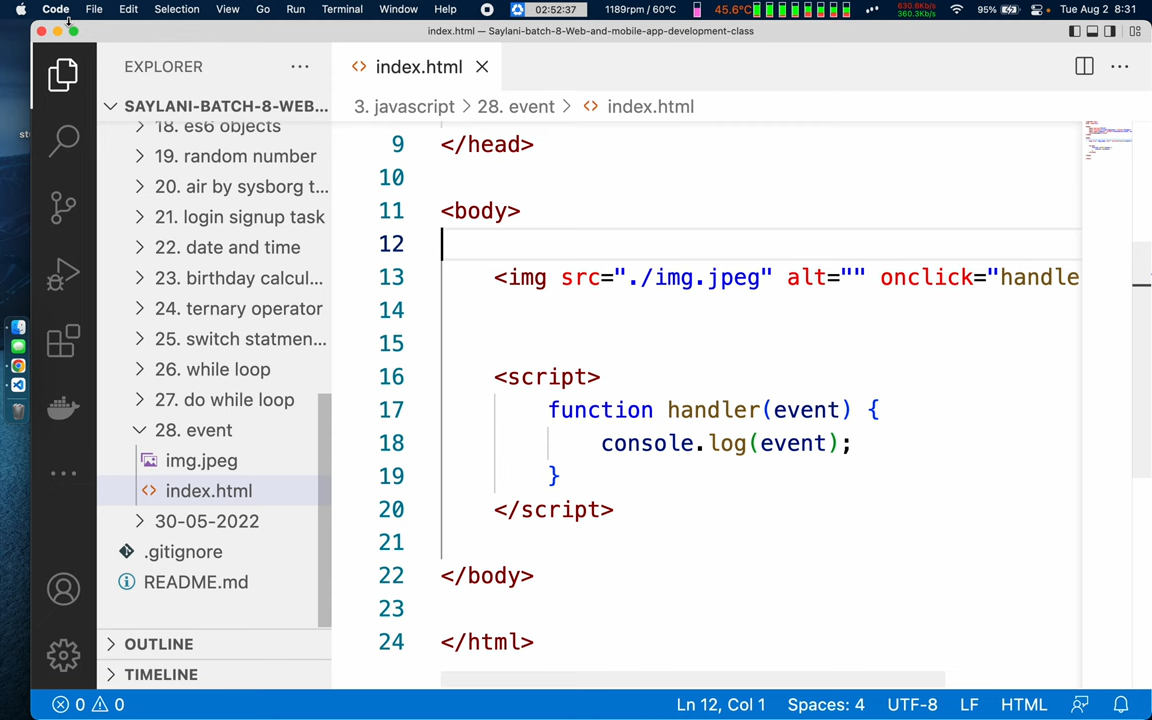 Code File Edit Selection View Go Run Terminal Window Help 02:52:37 1189rpm / 60°C 45.6°C 630.6Kb/s 360.3Kb/s 95% Tue Aug 2 8:31
index.html — Saylani-batch-8-Web-and-mobile-app-development-class
EXPLORER
index.html
SAYLANI-BATCH-8-WEB...
3. javascript > 28. event > index.html
18. es6 objects
19. random number
20. air by sysborg t...
21. login signup task
22. date and time
23. birthday calcul...
24. ternary operator
25. switch statmen...
26. while loop
27. do while loop
28. event
img.jpeg
index.html
30-05-2022
.gitignore
README.md
OUTLINE
TIMELINE
9 </head>
10
11 <body>
12
13 <img src="./img.jpeg" alt="" onclick="handle
14
15
16 <script>
17 function handler(event) {
18 console.log(event);
19 }
20 </script>
21
22 </body>
23
24 </html>
0 0 Ln 12, Col 1 Spaces: 4 UTF-8 LF HTML